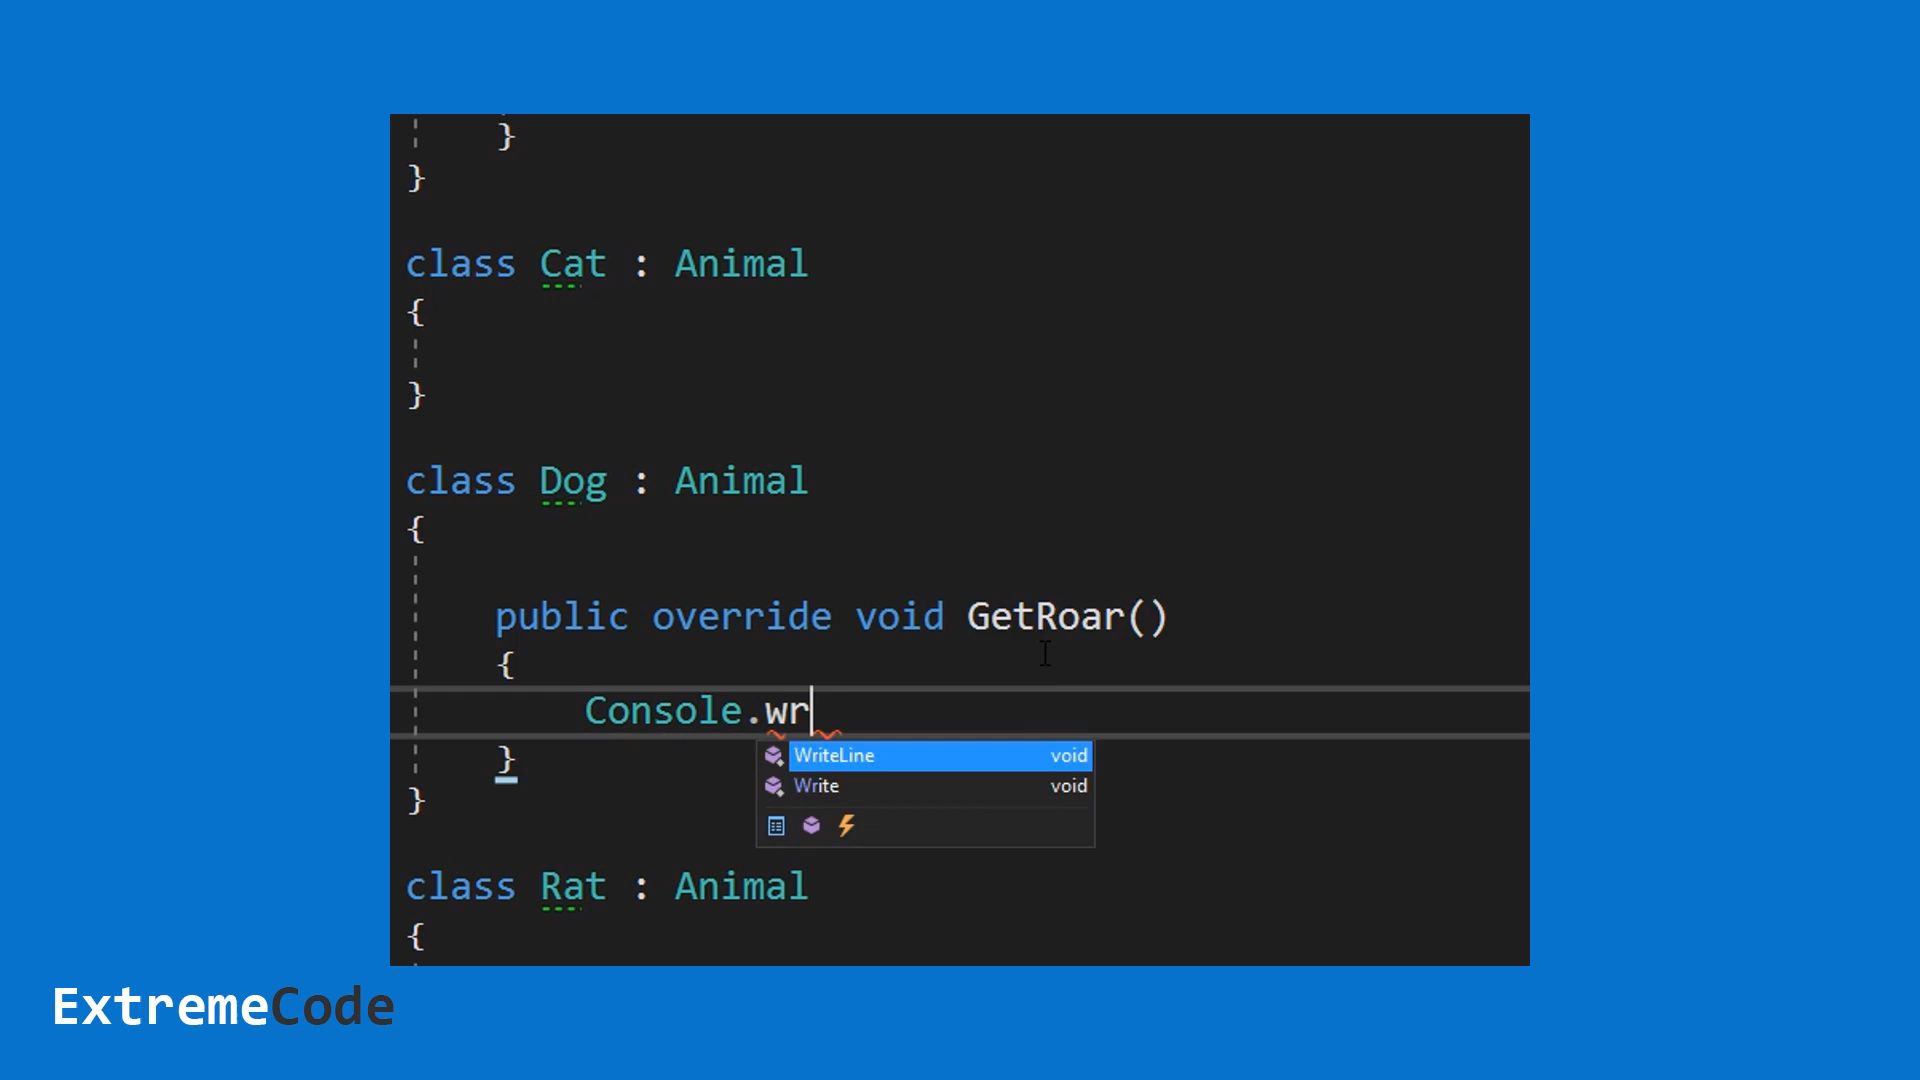 }
}
class Cat : Animal
{
}
class Dog : Animal
{
public override void GetRoar()
{
Console.wr
WriteLine void
Write void
}
}
class Rat : Animal
{
ExtremeCode